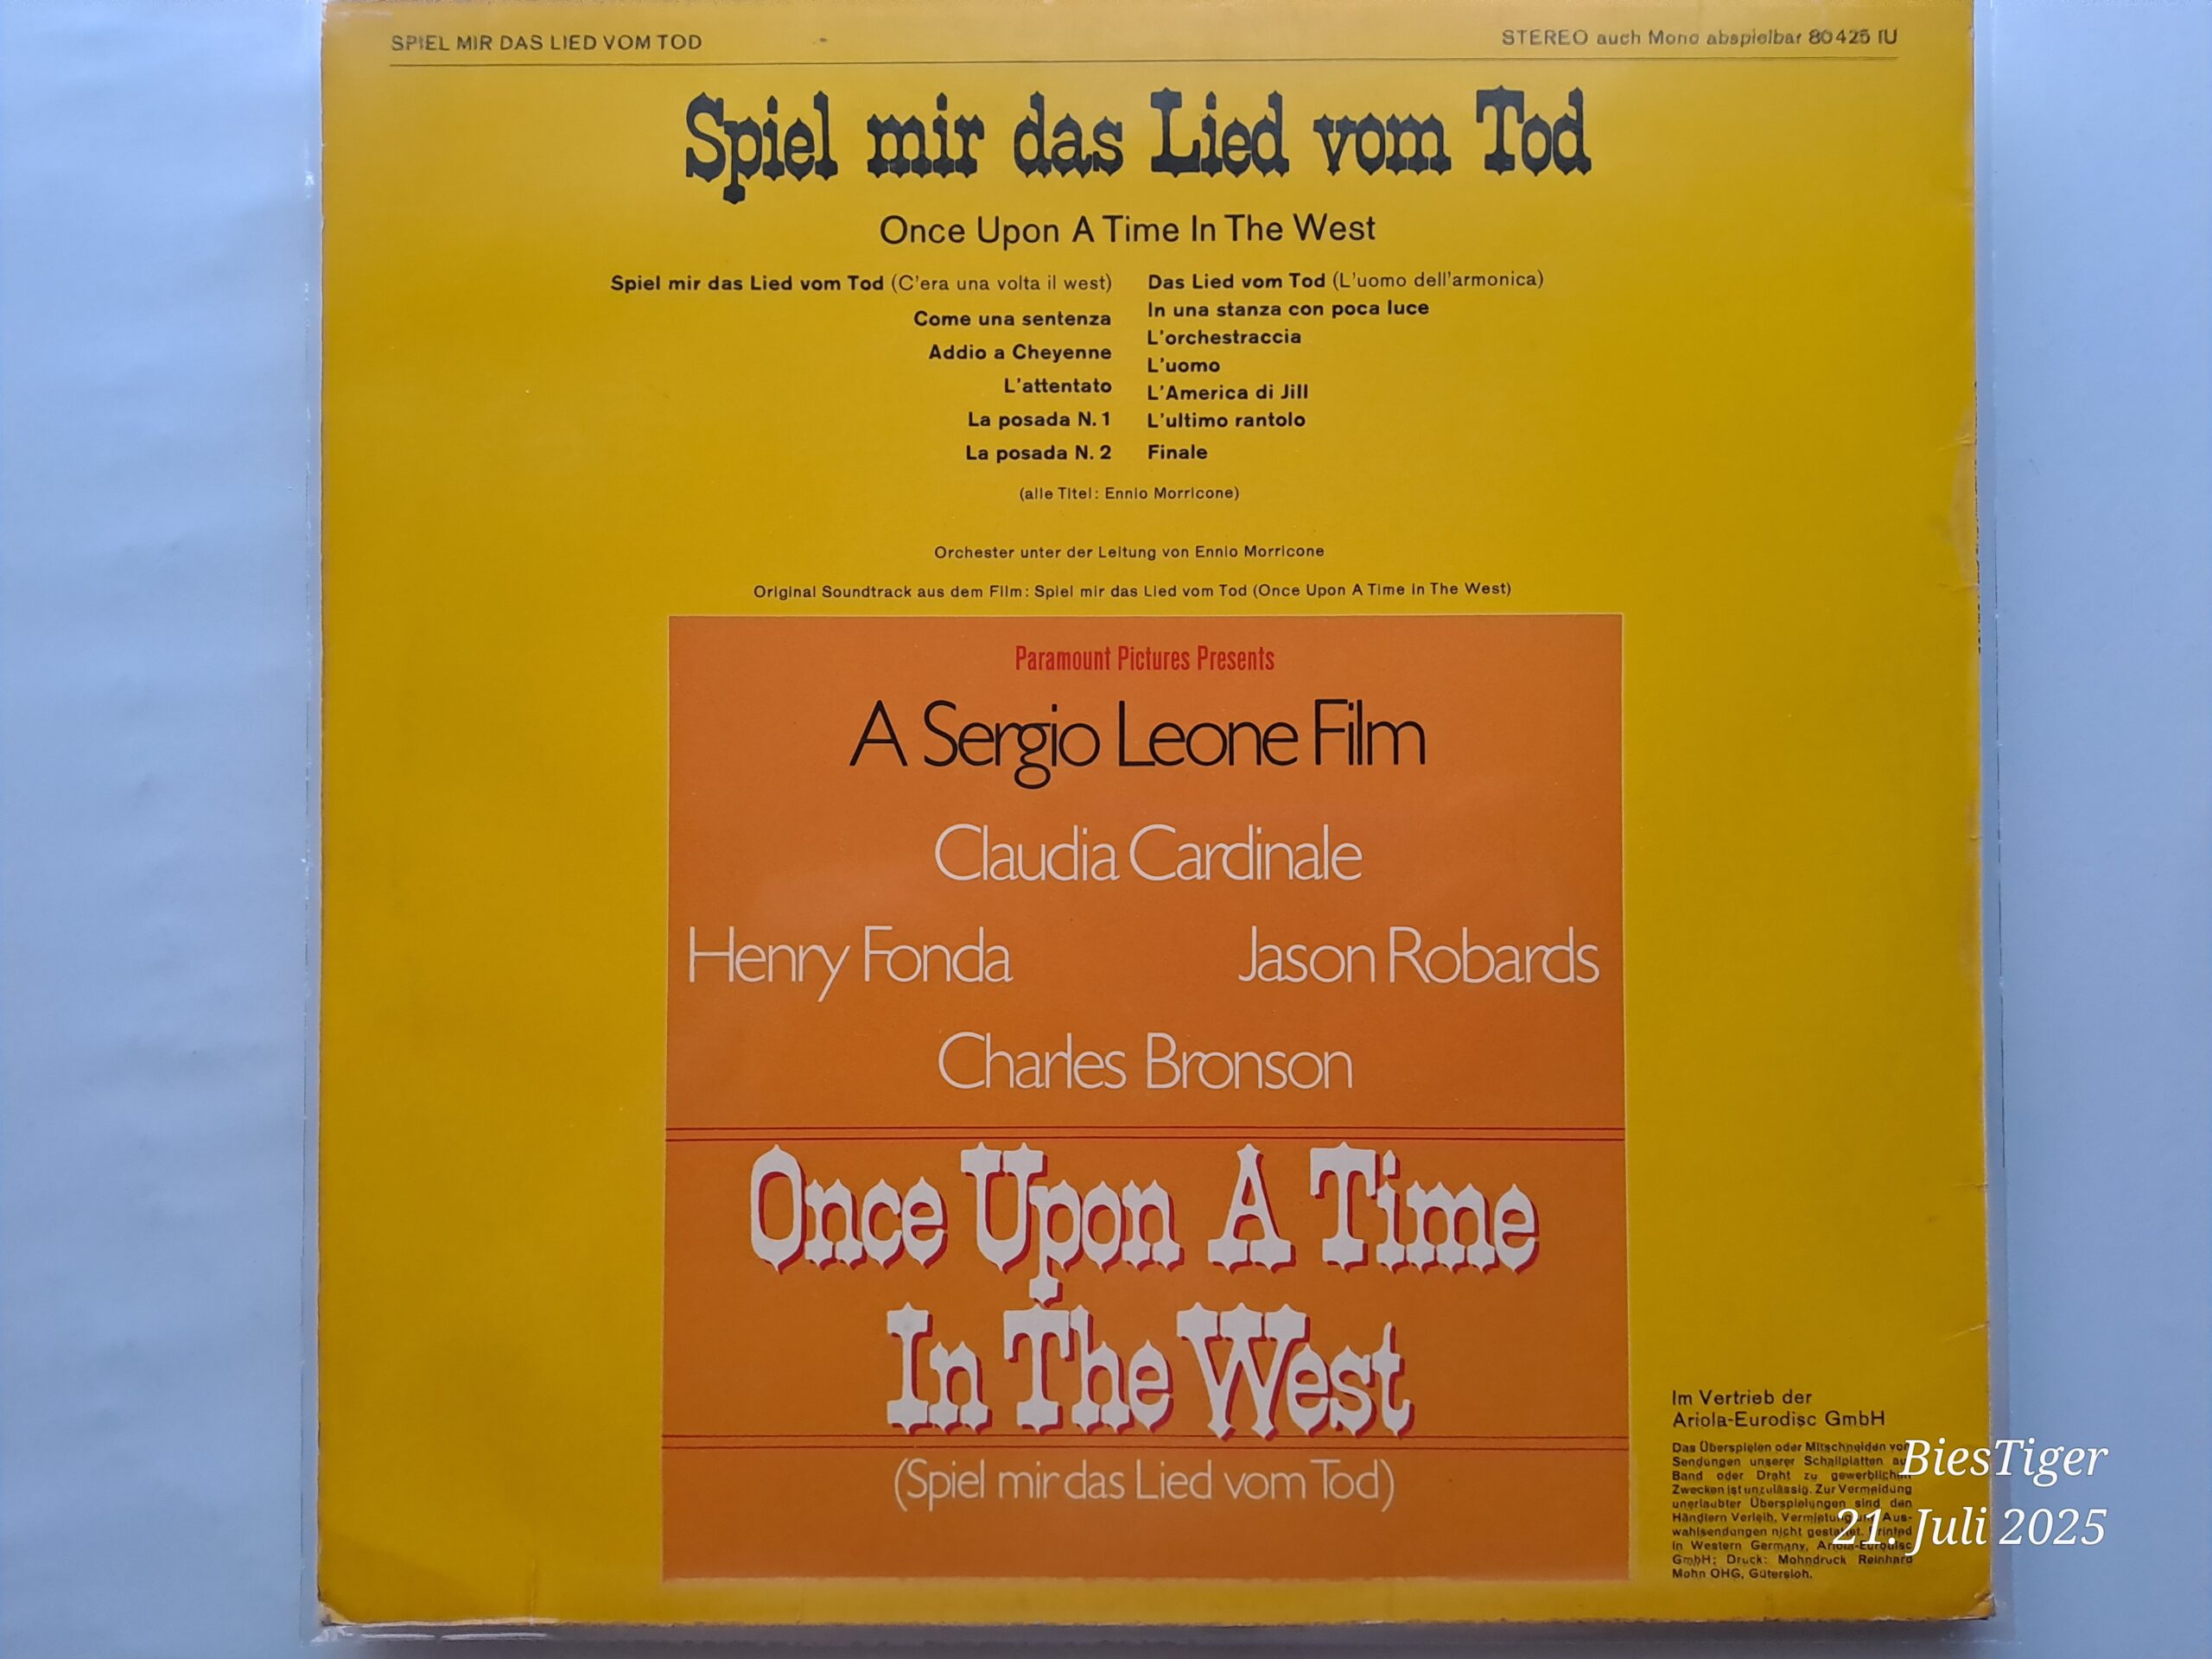 SPIEL MIR DAS LIED VOM TOD
STEREO auch Mono abspielbar 80425 IU
Spiel mir das Lied vom Tod
Once Upon A Time In The West
Spiel mir das Lied vom Tod (C'era una volta il west)
Come una sentenza
Addio a Cheyenne
L'attentato
La posada N. 1
La posada N. 2
Das Lied vom Tod (L'uomo dell'armonica)
In una stanza con poca luce
L'orchestraccia
L'uomo
L'America di Jill
L'ultimo rantolo
Finale
(alle Titel: Ennio Morricone)
Orchester unter der Leitung von Ennio Morricone
Original Soundtrack aus dem Film: Spiel mir das Lied vom Tod (Once Upon A Time in The West)
Paramount Pictures Presents
A Sergio Leone Film
Claudia Cardinale
Henry Fonda Jason Robards
Charles Bronson
Once Upon A Time
In The West
(Spiel mir das Lied vom Tod)
Im Vertrieb der
Ariola-Eurodisc GmbH
Das Überspielen oder Mitschneiden von
Sendungen unserer Schallplatten auf
Band oder Draht zu gewerblichen
Zwecken ist unzulässig. Zur Vermeidung
unerlaubter Überspielungen sind den
Händlern Verleih, Vermietung und Aus-
wahlsendungen nicht gestattet. Printed
in Western Germany, Ariola-Eurodisc
GmbH; Druck: Mohndruck Reinhard
Mohn OHG, Gütersloh.
BiesTiger
21. Juli 2025